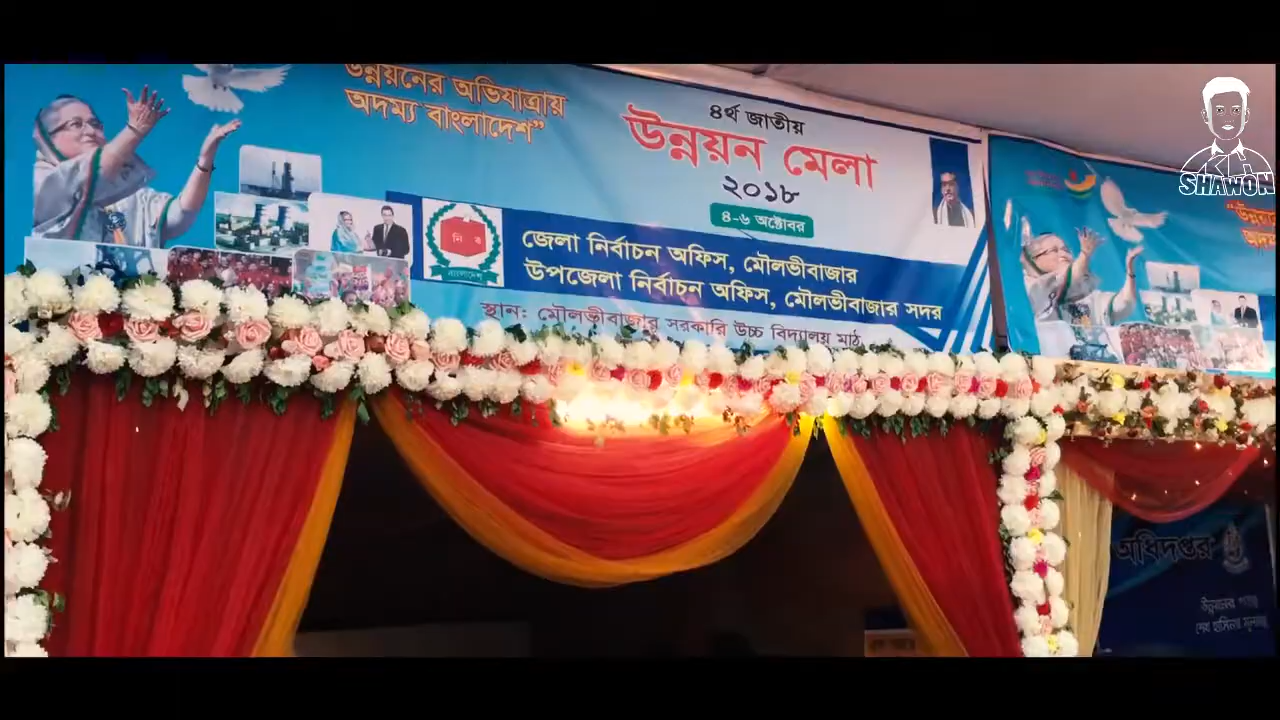 উন্নয়নের অভিযাত্রায়
অদম্য বাংলাদেশ”
৪র্থ জাতীয়
উন্নয়ন মেলা
২০১৮
৪-৬ অক্টোবর
নি ক
বাংলাদেশ
জেলা নির্বাচন অফিস, মৌলভীবাজার
উপজেলা নির্বাচন অফিস, মৌলভীবাজার সদর
স্থান: মৌলভীবাজার সরকারি উচ্চ বিদ্যালয় মাঠ
SHAWON
অধিদপ্তর